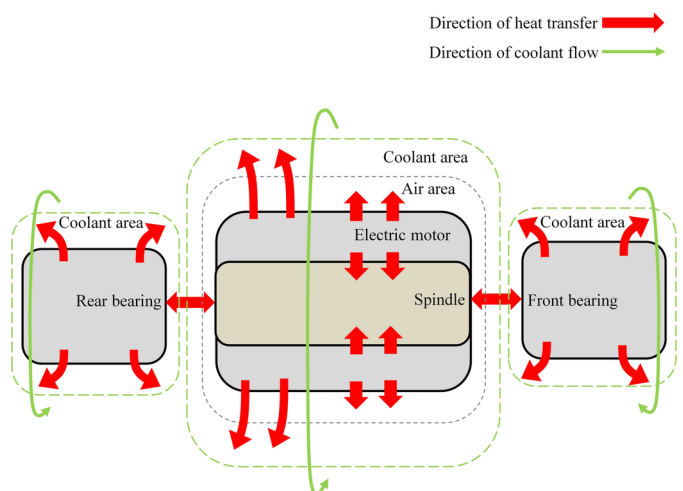 Direction of heat transfer
Direction of coolant flow
Coolant area
Air area
Coolant area
Electric motor
Coolant area
Rear bearing
Spindle
Front bearing